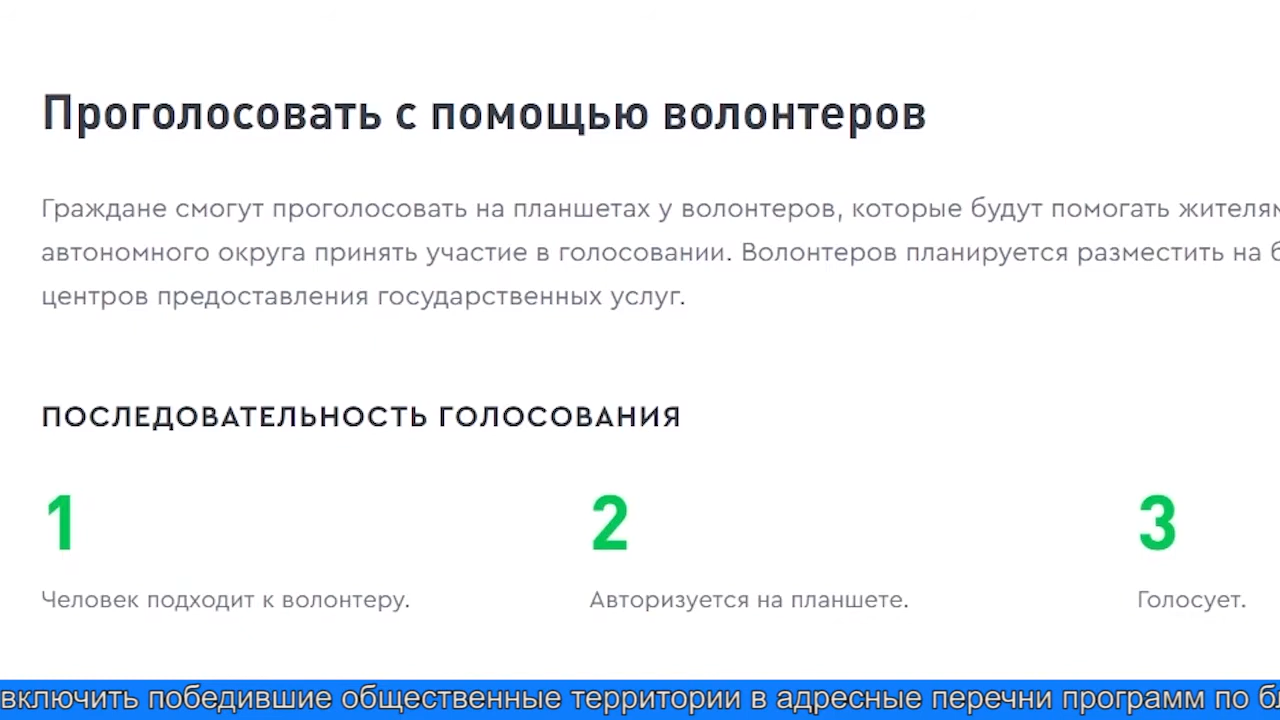 Проголосовать с помощью волонтеров
Граждане смогут проголосовать на планшетах у волонтеров, которые будут помогать
автономного округа принять участие в голосовании. Волонтеров планируется разместить на
центров предоставления государственных услуг.
ПОСЛЕДОВАТЕЛЬНОСТЬ ГОЛОСОВАНИЯ
1
Человек подходит к волонтеру.
2
Авторизуется на планшете.
3
Голосует.
включить победившие общественные территории в адресные перечни программ по